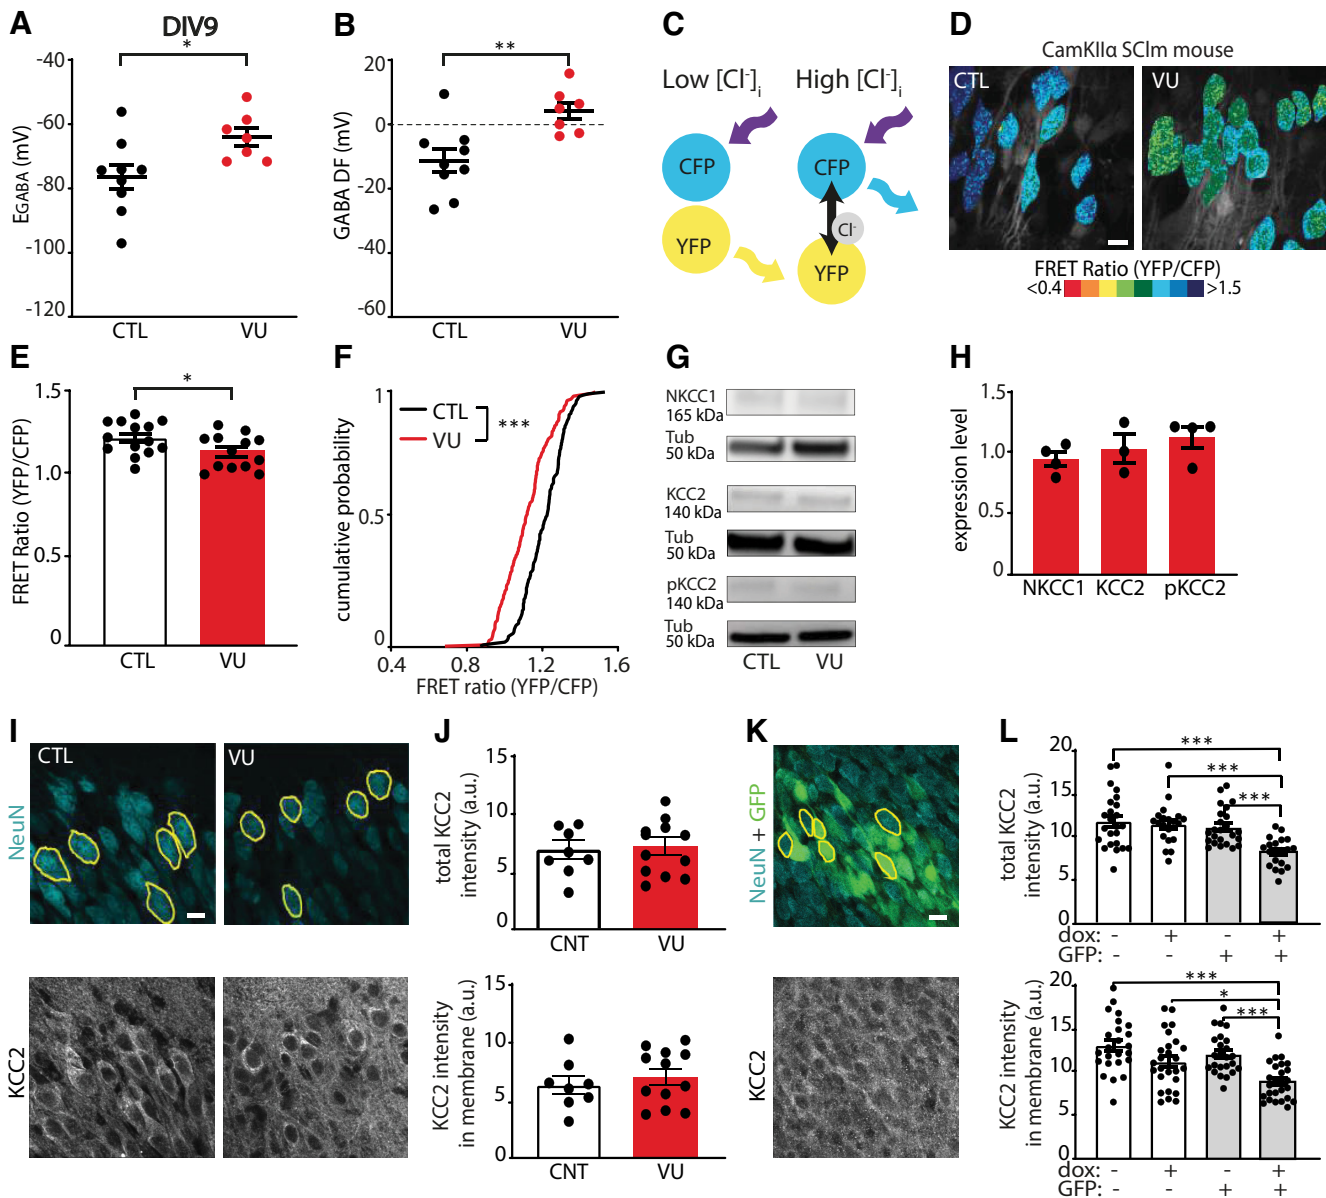 A
DIV9
*
EGABA (mV)
-40
-60
-80
-100
-120
CTL
VU
B
**
GABA DF (mV)
20
0
-20
-40
-60
CTL
VU
C
Low [Cl-]i
High [Cl-]i
CFP
YFP
CFP
Cl-
YFP
D
CamKIIα SClm mouse
CTL
VU
FRET Ratio (YFP/CFP)
<0.4
>1.5
E
*
FRET Ratio (YFP/CFP)
1.5
1.0
0.5
0
CTL
VU
F
cumulative probability
1
0.5
0
CTL
VU
***
0.4
0.8
1.2
1.6
FRET ratio (YFP/CFP)
G
NKCC1
165 kDa
Tub
50 kDa
KCC2
140 kDa
Tub
50 kDa
pKCC2
140 kDa
Tub
50 kDa
CTL
VU
H
expression level
1.5
1.0
0.5
0
NKCC1
KCC2
pKCC2
I
CTL
VU
NeuN
KCC2
J
total KCC2
intensity (a.u.)
15
10
5
0
CNT
VU
KCC2 intensity
in membrane (a.u.)
15
10
5
0
CNT
VU
K
NeuN + GFP
KCC2
L
total KCC2
intensity (a.u.)
20
15
10
5
0
***
***
***
dox: - + - +
GFP: - - + +
KCC2 intensity
in membrane (a.u.)
20
15
10
5
0
***
*
***
dox: - + - +
GFP: - - + +